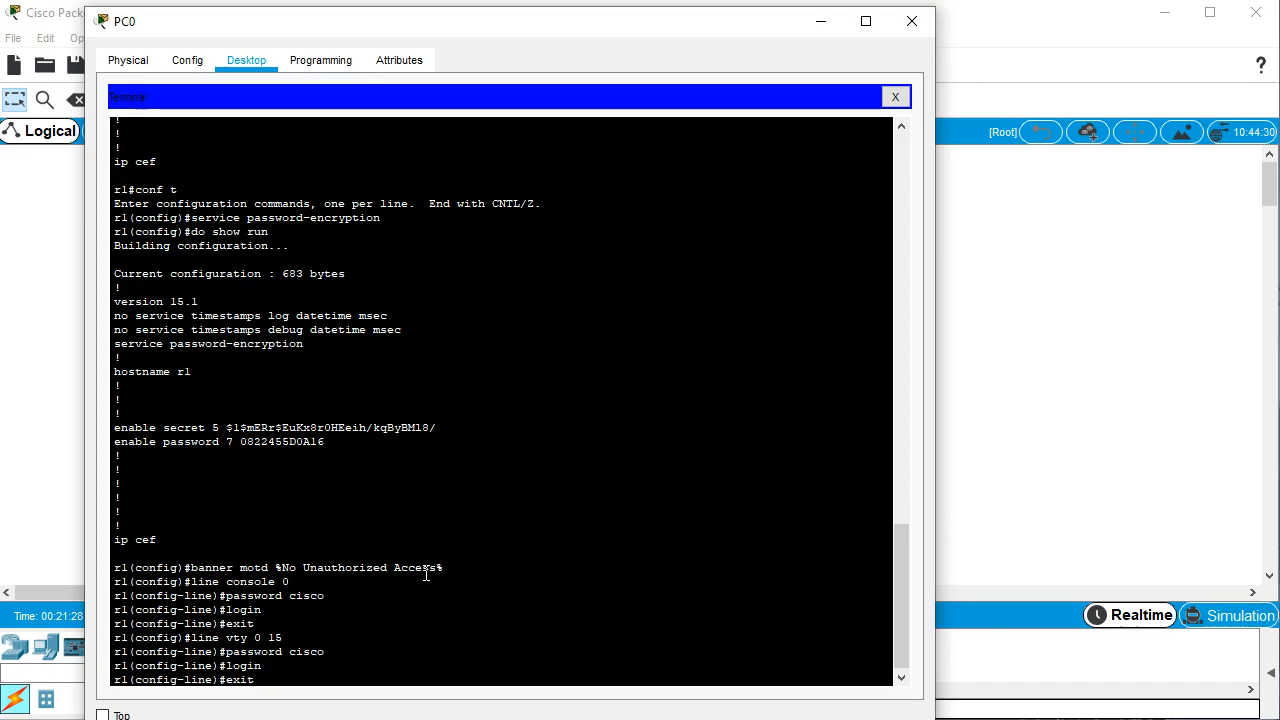 Cisco Pack
PC0
File Edit Op
Physical Config Desktop Programming Attributes
Terminal
X
?
Logical
[Root]
10:44:30
!
!
!
ip cef
r1#conf t
Enter configuration commands, one per line. End with CNTL/Z.
r1(config)#service password-encryption
r1(config)#do show run
Building configuration...
Current configuration : 683 bytes
!
version 15.1
no service timestamps log datetime msec
no service timestamps debug datetime msec
service password-encryption
!
hostname r1
!
!
!
enable secret 5 $1$mERr$EuKx8r0HEeih/kqByBMl8/
enable password 7 0822455D0A16
!
!
!
!
!
!
ip cef
r1(config)#banner motd %No Unauthorized Access%
r1(config)#line console 0
r1(config-line)#password cisco
r1(config-line)#login
r1(config-line)#exit
r1(config)#line vty 0 15
r1(config-line)#password cisco
r1(config-line)#login
r1(config-line)#exit
Time: 00:21:28
Realtime
Simulation
Top